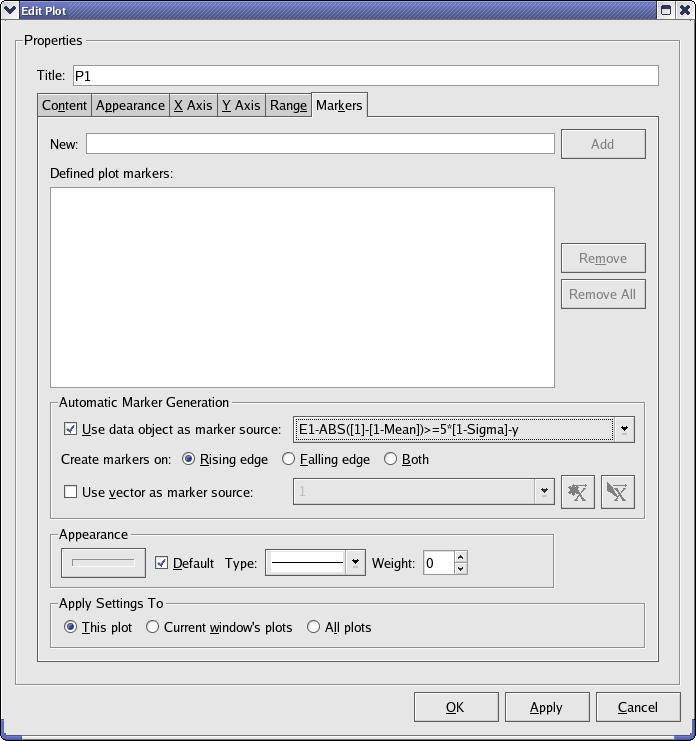 Edit Plot
Properties
Title: P1
Content Appearance X Axis Y Axis Range Markers
New: Add
Defined plot markers:
Remove
Remove All
Automatic Marker Generation
Use data object as marker source: E1-ABS([1]-[1-Mean])>=5*[1-Sigma]-y
Create markers on: Rising edge Falling edge Both
Use vector as marker source: 1
Appearance
Default Type: Weight: 0
Apply Settings To
This plot Current window's plots All plots
OK Apply Cancel